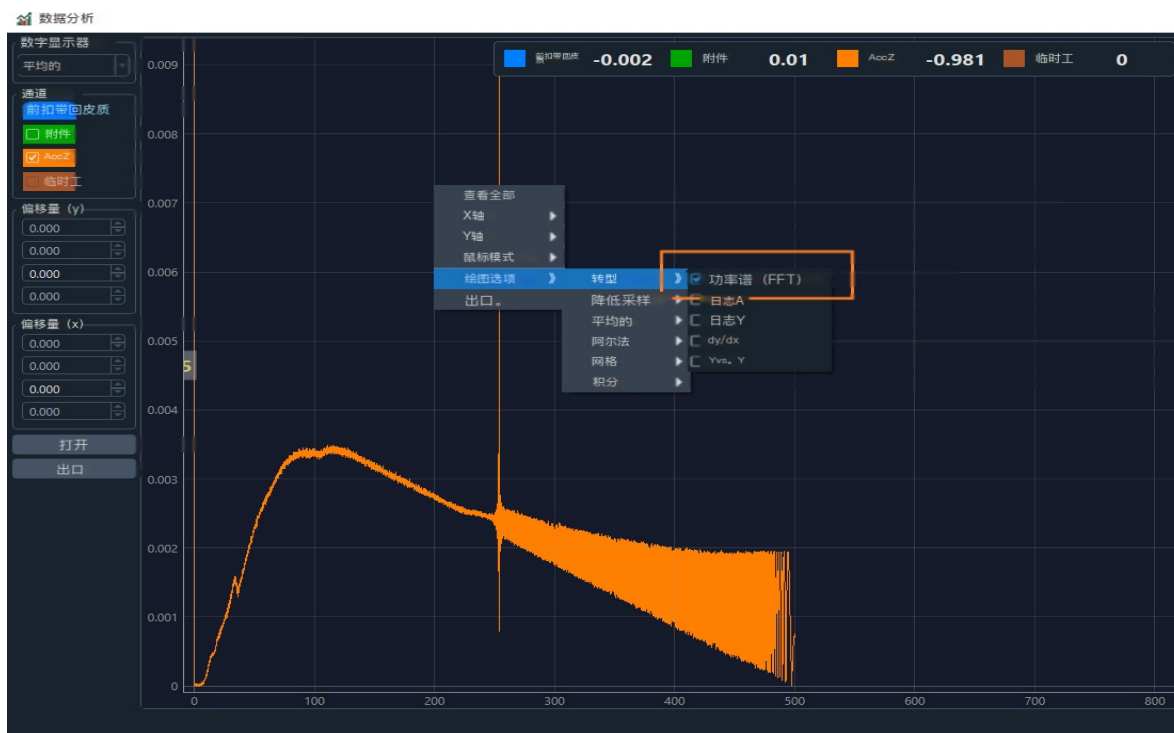 数据分析
数字显示器
平均的
通道
前扣带回皮质
附件
AccZ
临时工
偏移量 (y)
0.000
0.000
0.000
0.000
偏移量 (x)
0.000
0.000
0.000
0.000
打开
出口
-0.002
附件
0.01
AccZ
-0.981
临时工
0
0.009
0.008
0.007
0.006
0.005
0.004
0.003
0.002
0.001
0
5
查看全部
X轴
Y轴
鼠标模式
绘图选项
出口。
转型
降低采样
平均的
阿尔法
网格
积分
功率谱 (FFT)
日志A
日志Y
dy/dx
Yvs。Y
0
100
200
300
400
500
600
700
800